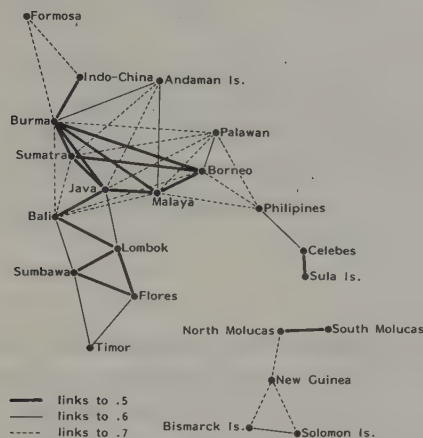 Formosa
Indo-China
Andaman Is.
Burma
Palawan
Sumatra
Borneo
Java
Malaya
Bali
Philipines
Lombok
Celebes
Sumbawa
Sula Is.
Flores
North Molucas
South Molucas
Timor
New Guinea
links to .5
links to .6
links to .7
Bismarck Is.
Solomon Is.